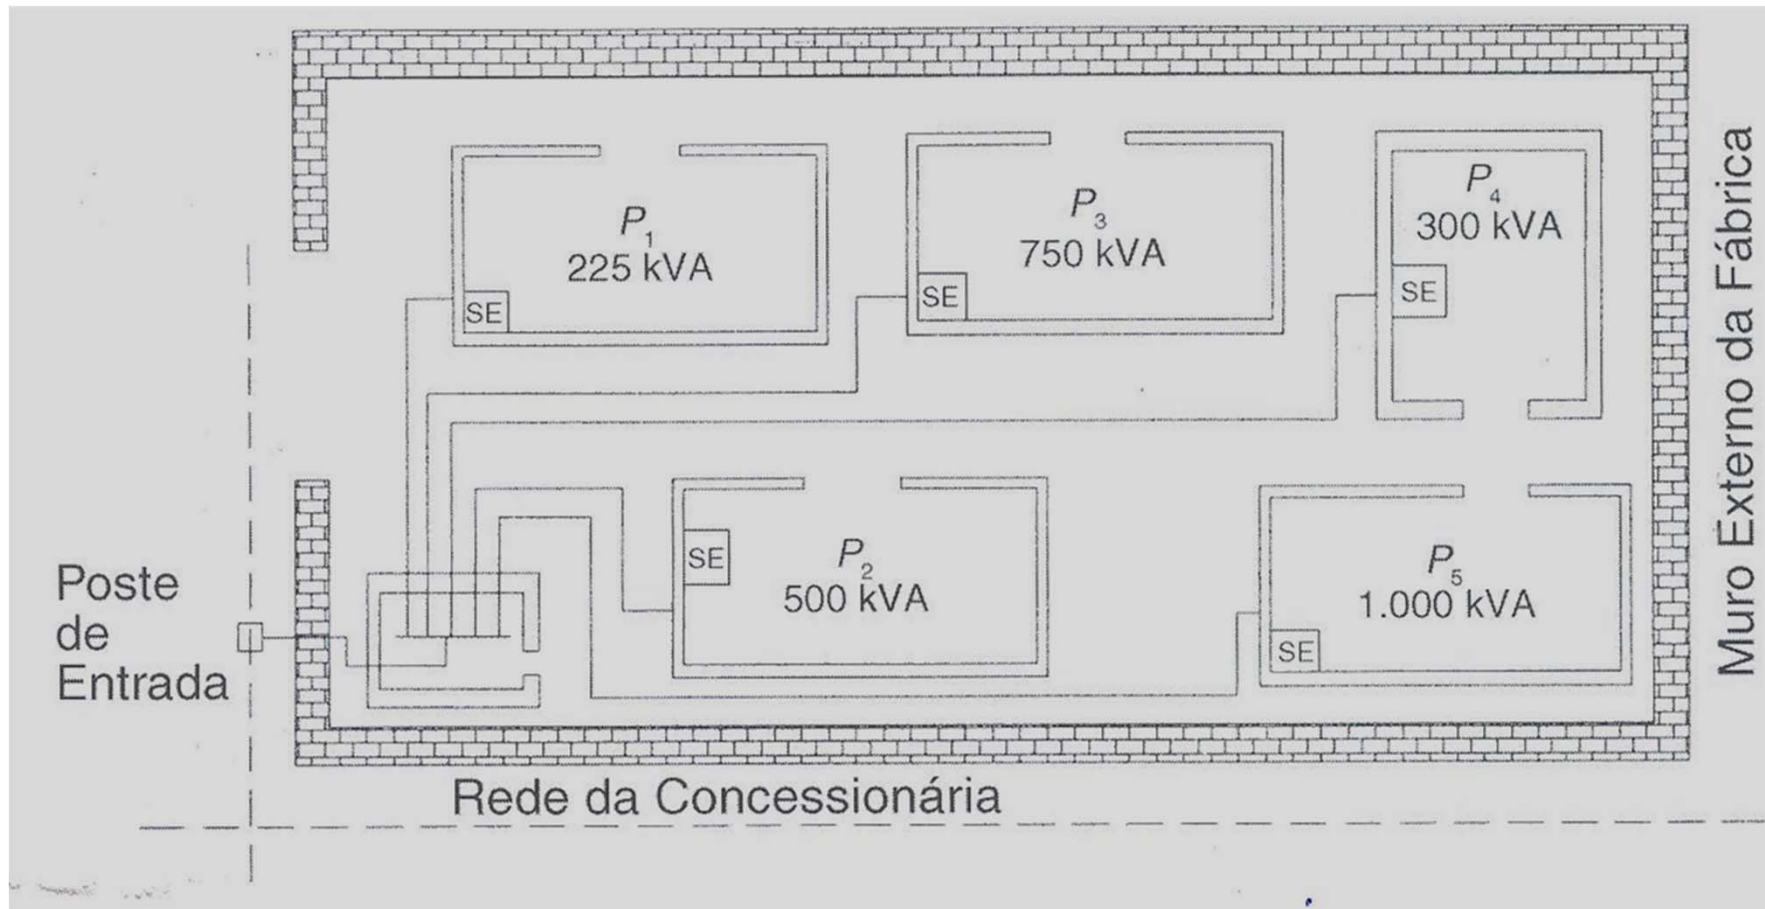 P1
225 kVA
SE
P3
750 kVA
SE
P4
300 kVA
SE
Muro Externo da Fábrica
Poste
de
Entrada
SE
P2
500 kVA
P5
1.000 kVA
SE
Rede da Concessionária